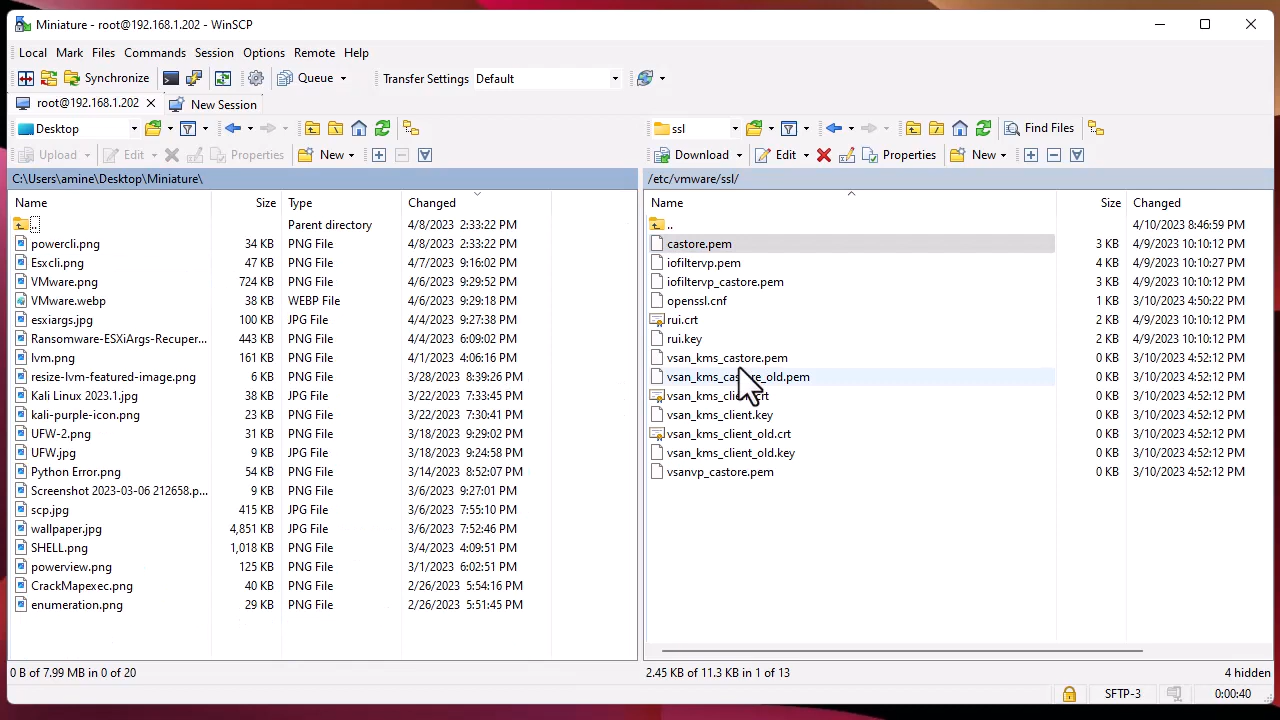 Miniature - root@192.168.1.202 - WinSCP
Local Mark Files Commands Session Options Remote Help
Synchronize Queue Transfer Settings Default
root@192.168.1.202 New Session
Desktop ssl Find Files
Upload Edit Properties New Download Edit Properties New
C:\Users\amine\Desktop\Miniature\ /etc/vmware/ssl/
Name Size Type Changed Name Size Changed
.. Parent directory 4/8/2023 2:33:22 PM .. 4/10/2023 8:46:59 PM
powercli.png 34 KB PNG File 4/8/2023 2:33:22 PM castore.pem 3 KB 4/9/2023 10:10:12 PM
Esxcli.png 47 KB PNG File 4/7/2023 9:16:02 PM iofiltervp.pem 4 KB 4/9/2023 10:10:27 PM
VMware.png 724 KB PNG File 4/6/2023 9:29:52 PM iofiltervp_castore.pem 3 KB 4/9/2023 10:10:12 PM
VMware.webp 38 KB WEBP File 4/6/2023 9:29:18 PM openssl.cnf 1 KB 3/10/2023 4:50:22 PM
esxiargs.jpg 100 KB JPG File 4/4/2023 9:27:38 PM rui.crt 2 KB 4/9/2023 10:10:12 PM
Ransomware-ESXiArgs-Recuper... 443 KB PNG File 4/4/2023 6:09:02 PM rui.key 2 KB 4/9/2023 10:10:12 PM
lvm.png 161 KB PNG File 4/1/2023 4:06:16 PM vsan_kms_castore.pem 0 KB 3/10/2023 4:52:12 PM
resize-lvm-featured-image.png 6 KB PNG File 3/28/2023 8:39:26 PM vsan_kms_castore_old.pem 0 KB 3/10/2023 4:52:12 PM
Kali Linux 2023.1.jpg 38 KB JPG File 3/22/2023 7:33:45 PM vsan_kms_client.crt 0 KB 3/10/2023 4:52:12 PM
kali-purple-icon.png 34 KB PNG File 3/22/2023 7:30:41 PM vsan_kms_client.key 0 KB 3/10/2023 4:52:12 PM
UFW-2.png 31 KB PNG File 3/18/2023 9:29:02 PM vsan_kms_client_old.crt 0 KB 3/10/2023 4:52:12 PM
UFW.jpg 9 KB JPG File 3/18/2023 9:24:58 PM vsan_kms_client_old.key 0 KB 3/10/2023 4:52:12 PM
Python Error.png 54 KB PNG File 3/14/2023 8:52:07 PM vsanvp_castore.pem 0 KB 3/10/2023 4:52:12 PM
Screenshot 2023-03-06 212658.p... 9 KB PNG File 3/6/2023 9:27:01 PM
scp.jpg 415 KB JPG File 3/6/2023 7:55:10 PM
wallpaper.jpg 4,851 KB JPG File 3/6/2023 7:52:46 PM
SHELL.png 1,018 KB PNG File 3/4/2023 4:09:51 PM
powerview.png 125 KB PNG File 3/1/2023 6:02:51 PM
CrackMapexec.png 40 KB PNG File 2/26/2023 5:54:16 PM
enumeration.png 29 KB PNG File 2/26/2023 5:51:45 PM
0 B of 7.99 MB in 0 of 20 2.45 KB of 11.3 KB in 1 of 13 4 hidden
SFTP-3 0:00:40